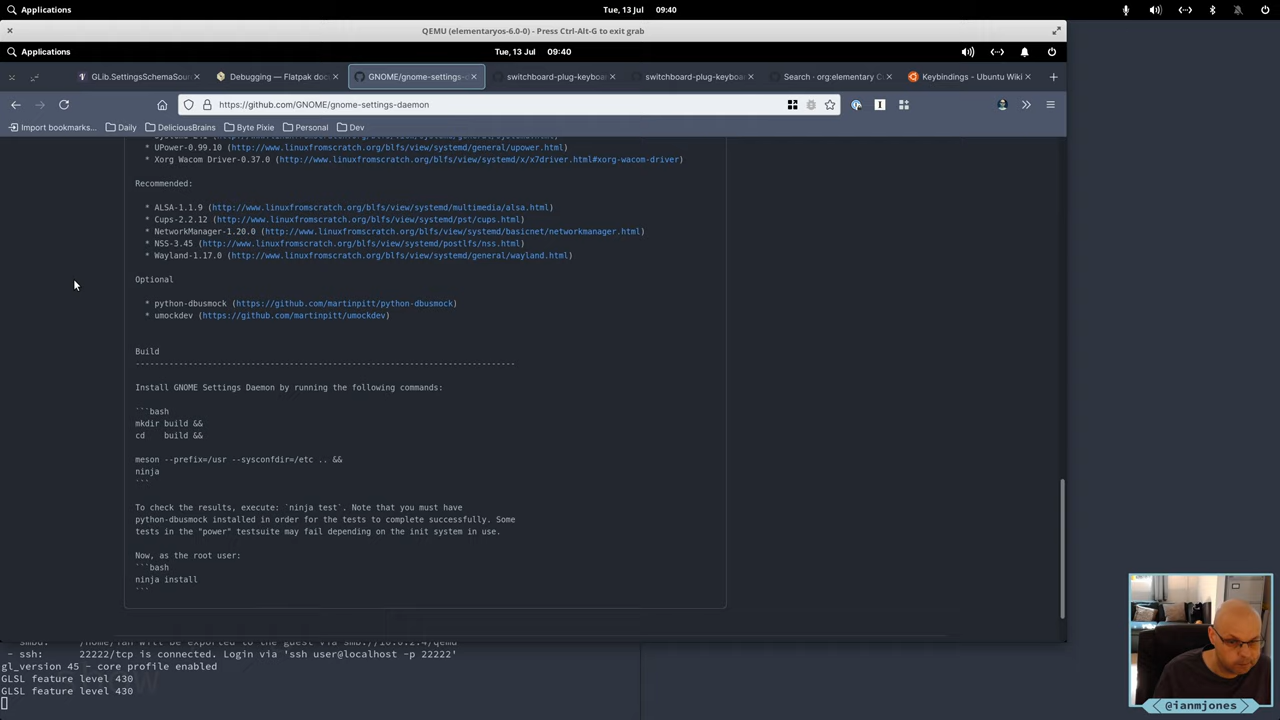 Applications
Tue, 13 Jul 09:40
QEMU (elementaryos-6.0-0) - Press Ctrl-Alt-G to exit grab
Applications
Tue, 13 Jul 09:40
GLib.SettingsSchemaSour
Debugging — Flatpak doc
GNOME/gnome-settings-d
switchboard-plug-keyboar
switchboard-plug-keyboar
Search · org:elementary C
Keybindings - Ubuntu Wiki
https://github.com/GNOME/gnome-settings-daemon
Import bookmarks...
Daily
DeliciousBrains
Byte Pixie
Personal
Dev
* UPower-0.99.10 (http://www.linuxfromscratch.org/blfs/view/systemd/general/upower.html)
* Xorg Wacom Driver-0.37.0 (http://www.linuxfromscratch.org/blfs/view/systemd/x/x7driver.html#xorg-wacom-driver)
Recommended:
* ALSA-1.1.9 (http://www.linuxfromscratch.org/blfs/view/systemd/multimedia/alsa.html)
* Cups-2.2.12 (http://www.linuxfromscratch.org/blfs/view/systemd/pst/cups.html)
* NetworkManager-1.20.0 (http://www.linuxfromscratch.org/blfs/view/systemd/basicnet/networkmanager.html)
* NSS-3.45 (http://www.linuxfromscratch.org/blfs/view/systemd/postlfs/nss.html)
* Wayland-1.17.0 (http://www.linuxfromscratch.org/blfs/view/systemd/general/wayland.html)
Optional
* python-dbusmock (https://github.com/martinpitt/python-dbusmock)
* umockdev (https://github.com/martinpitt/umockdev)
Build
-------------------------------------------------------------------------------
Install GNOME Settings Daemon by running the following commands:
```bash
mkdir build &&
cd    build &&
meson --prefix=/usr --sysconfdir=/etc .. &&
ninja
```
To check the results, execute: `ninja test`. Note that you must have
python-dbusmock installed in order for the tests to complete successfully. Some
tests in the "power" testsuite may fail depending on the init system in use.
Now, as the root user:
```bash
ninja install
```
- ssh:     22222/tcp is connected. Login via 'ssh user@localhost -p 22222'
gl_version 45 - core profile enabled
GLSL feature level 430
GLSL feature level 430
@ianmjones